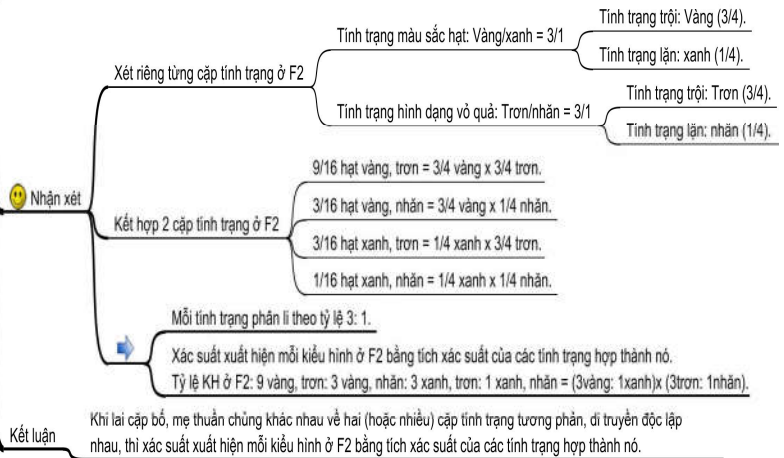 Nhận xét
Xét riêng từng cặp tính trạng ở F2
Tính trạng màu sắc hạt: Vàng/xanh = 3/1
Tính trạng trội: Vàng (3/4).
Tính trạng lặn: xanh (1/4).
Tính trạng hình dạng vỏ quả: Trơn/nhăn = 3/1
Tính trạng trội: Trơn (3/4).
Tính trạng lặn: nhăn (1/4).
Kết hợp 2 cặp tính trạng ở F2
9/16 hạt vàng, trơn = 3/4 vàng x 3/4 trơn.
3/16 hạt vàng, nhăn = 3/4 vàng x 1/4 nhăn.
3/16 hạt xanh, trơn = 1/4 xanh x 3/4 trơn.
1/16 hạt xanh, nhăn = 1/4 xanh x 1/4 nhăn.
Mỗi tính trạng phân li theo tỷ lệ 3: 1.
Xác suất xuất hiện mỗi kiểu hình ở F2 bằng tích xác suất của các tính trạng hợp thành nó.
Tỷ lệ KH ở F2: 9 vàng, trơn: 3 vàng, nhăn: 3 xanh, trơn: 1 xanh, nhăn = (3vàng: 1xanh)x (3trơn: 1nhăn).
Kết luận
Khi lai cặp bố, mẹ thuần chủng khác nhau về hai (hoặc nhiều) cặp tính trạng tương phản, di truyền độc lập
nhau, thì xác suất xuất hiện mỗi kiểu hình ở F2 bằng tích xác suất của các tính trạng hợp thành nó.